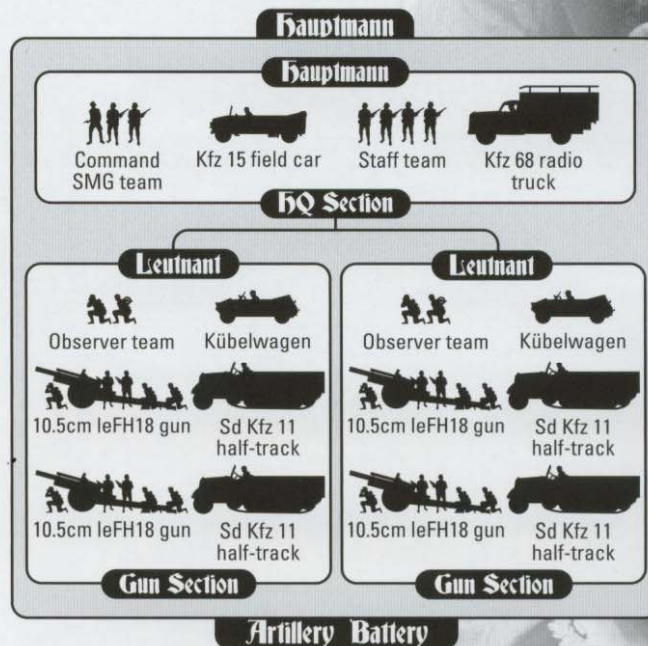 Hauptmann
Hauptmann
Command
SMG team
Kfz 15 field car
Staff team
Kfz 68 radio
truck
HQ Section
Leutnant
Observer team
Kübelwagen
10.5cm leFH18 gun
Sd Kfz 11
half-track
10.5cm leFH18 gun
Sd Kfz 11
half-track
Gun Section
Leutnant
Observer team
Kübelwagen
10.5cm leFH18 gun
Sd Kfz 11
half-track
10.5cm leFH18 gun
Sd Kfz 11
half-track
Gun Section
Artillery Battery